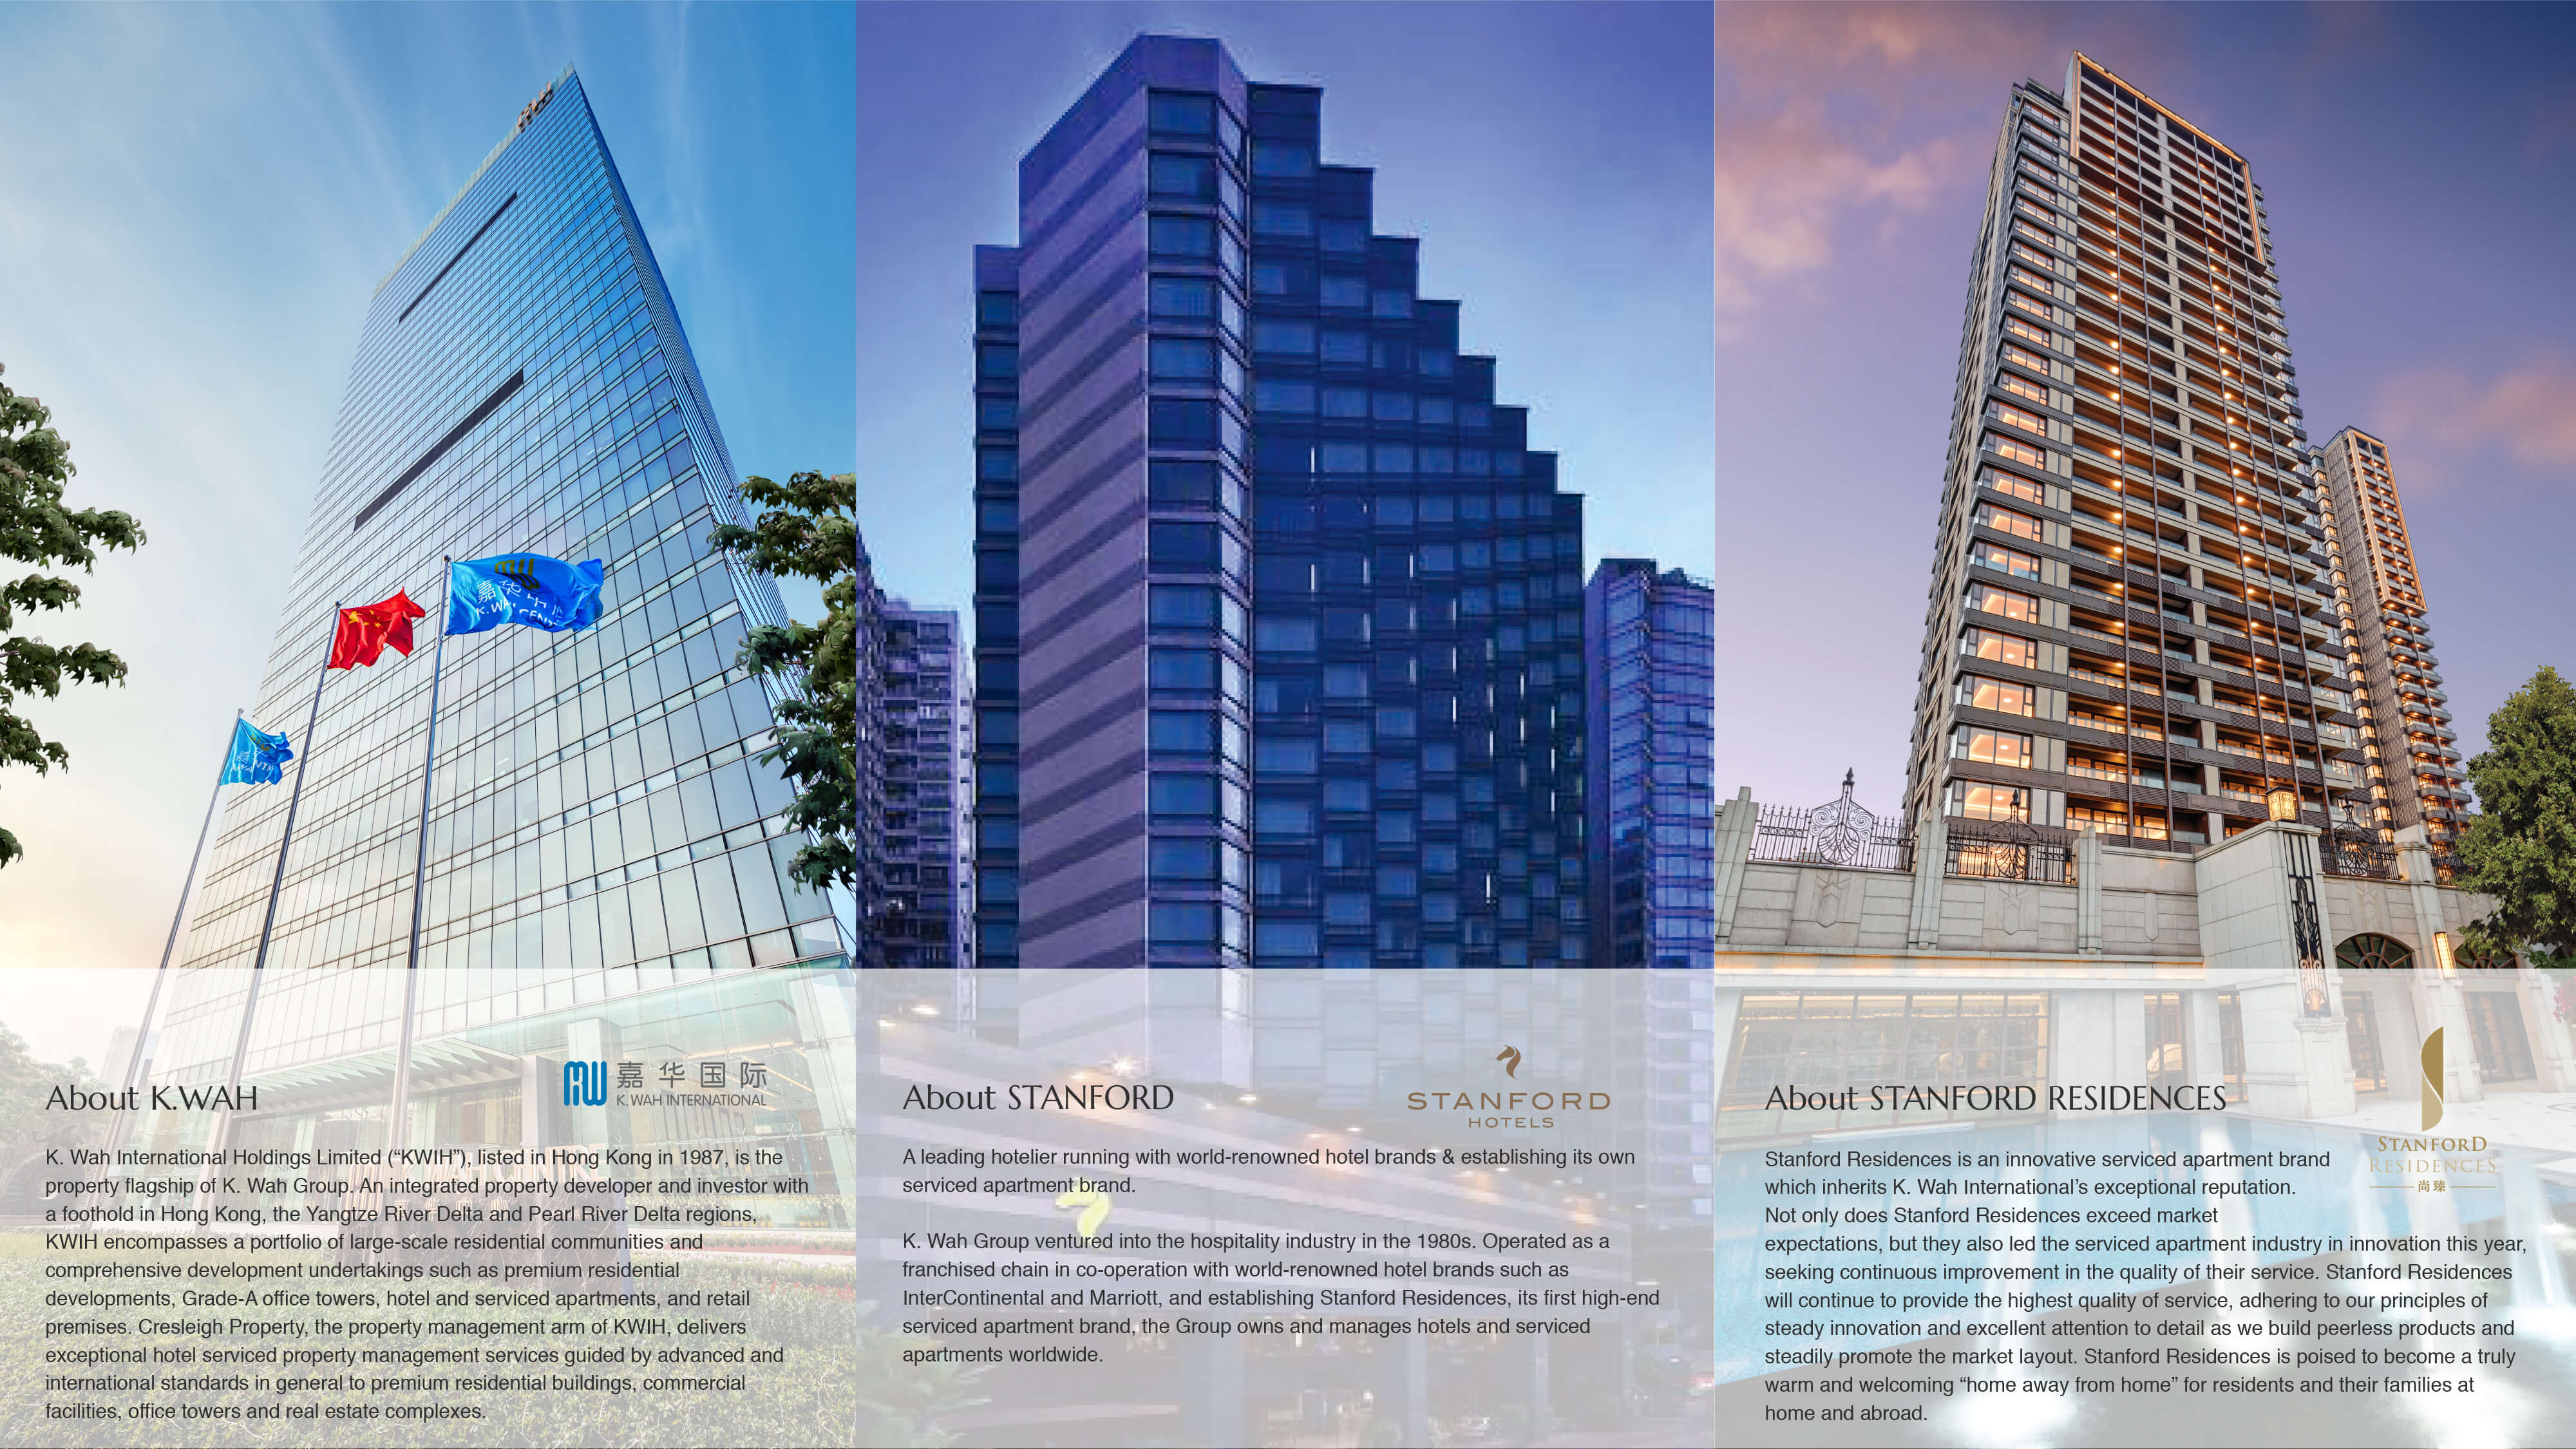 嘉华中心
K. WAH CENTRE
About K.WAH
嘉华国际
K. WAH INTERNATIONAL
K. Wah International Holdings Limited (“KWIH”), listed in Hong Kong in 1987, is the
property flagship of K. Wah Group. An integrated property developer and investor with
a foothold in Hong Kong, the Yangtze River Delta and Pearl River Delta regions,
KWIH encompasses a portfolio of large-scale residential communities and
comprehensive development undertakings such as premium residential
developments, Grade-A office towers, hotel and serviced apartments, and retail
premises. Cresleigh Property, the property management arm of KWIH, delivers
exceptional hotel serviced property management services guided by advanced and
international standards in general to premium residential buildings, commercial
facilities, office towers and real estate complexes.
About STANFORD
STANFORD
HOTELS
A leading hotelier running with world-renowned hotel brands & establishing its own
serviced apartment brand.
K. Wah Group ventured into the hospitality industry in the 1980s. Operated as a
franchised chain in co-operation with world-renowned hotel brands such as
InterContinental and Marriott, and establishing Stanford Residences, its first high-end
serviced apartment brand, the Group owns and manages hotels and serviced
apartments worldwide.
About STANFORD RESIDENCES
STANFORD
RESIDENCES
尚臻
Stanford Residences is an innovative serviced apartment brand
which inherits K. Wah International’s exceptional reputation.
Not only does Stanford Residences exceed market
expectations, but they also led the serviced apartment industry in innovation this year,
seeking continuous improvement in the quality of their service. Stanford Residences
will continue to provide the highest quality of service, adhering to our principles of
steady innovation and excellent attention to detail as we build peerless products and
steadily promote the market layout. Stanford Residences is poised to become a truly
warm and welcoming “home away from home” for residents and their families at
home and abroad.